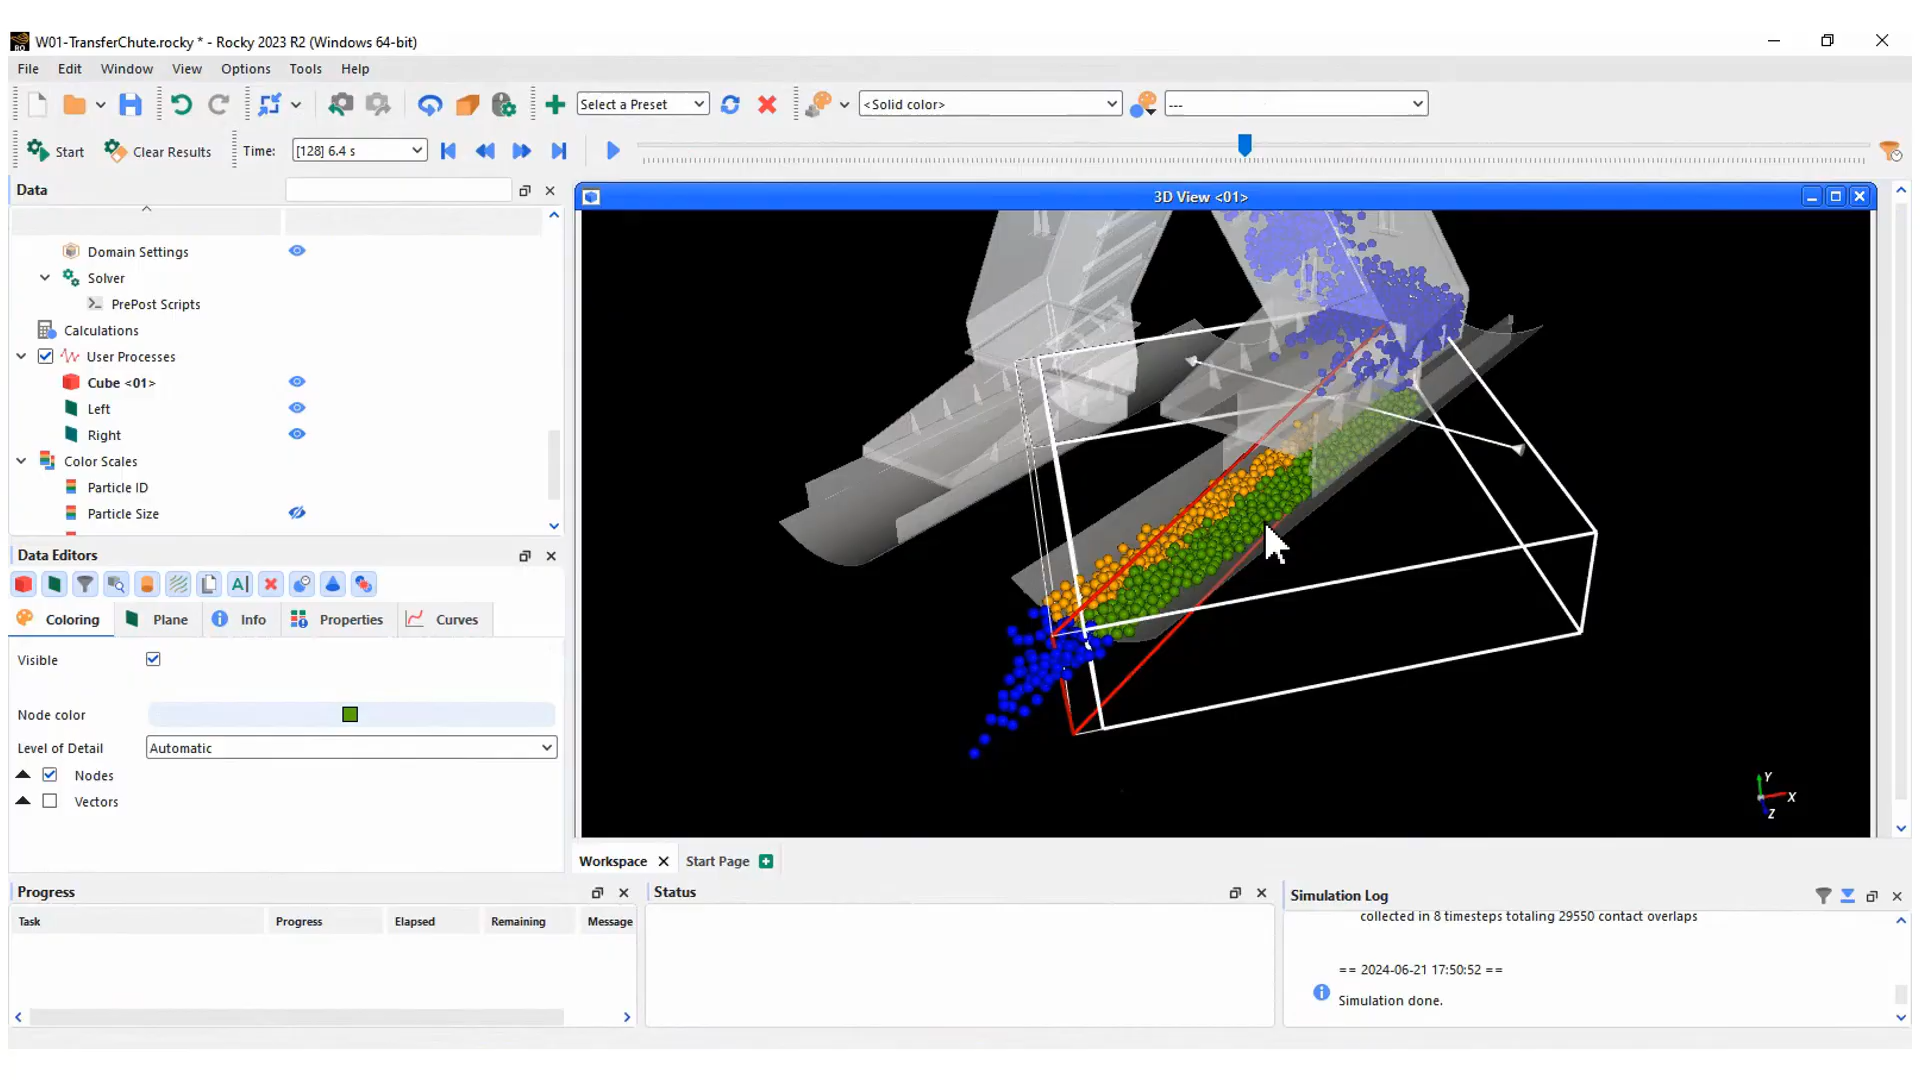 W01-TransferChute.rocky * - Rocky 2023 R2 (Windows 64-bit)
File Edit Window View Options Tools Help
Select a Preset <Solid color> ---
Start Clear Results Time: [128] 6.4 s
Data
3D View <01>
Domain Settings
Solver
PrePost Scripts
Calculations
User Processes
Cube <01>
Left
Right
Color Scales
Particle ID
Particle Size
Data Editors
Coloring Plane Info Properties Curves
Visible
Node color
Level of Detail Automatic
Nodes
Vectors
Y
X
Z
Workspace Start Page
Progress
Task Progress Elapsed Remaining Message
Status
Simulation Log
collected in 8 timesteps totaling 29550 contact overlaps
== 2024-06-21 17:50:52 ==
Simulation done.